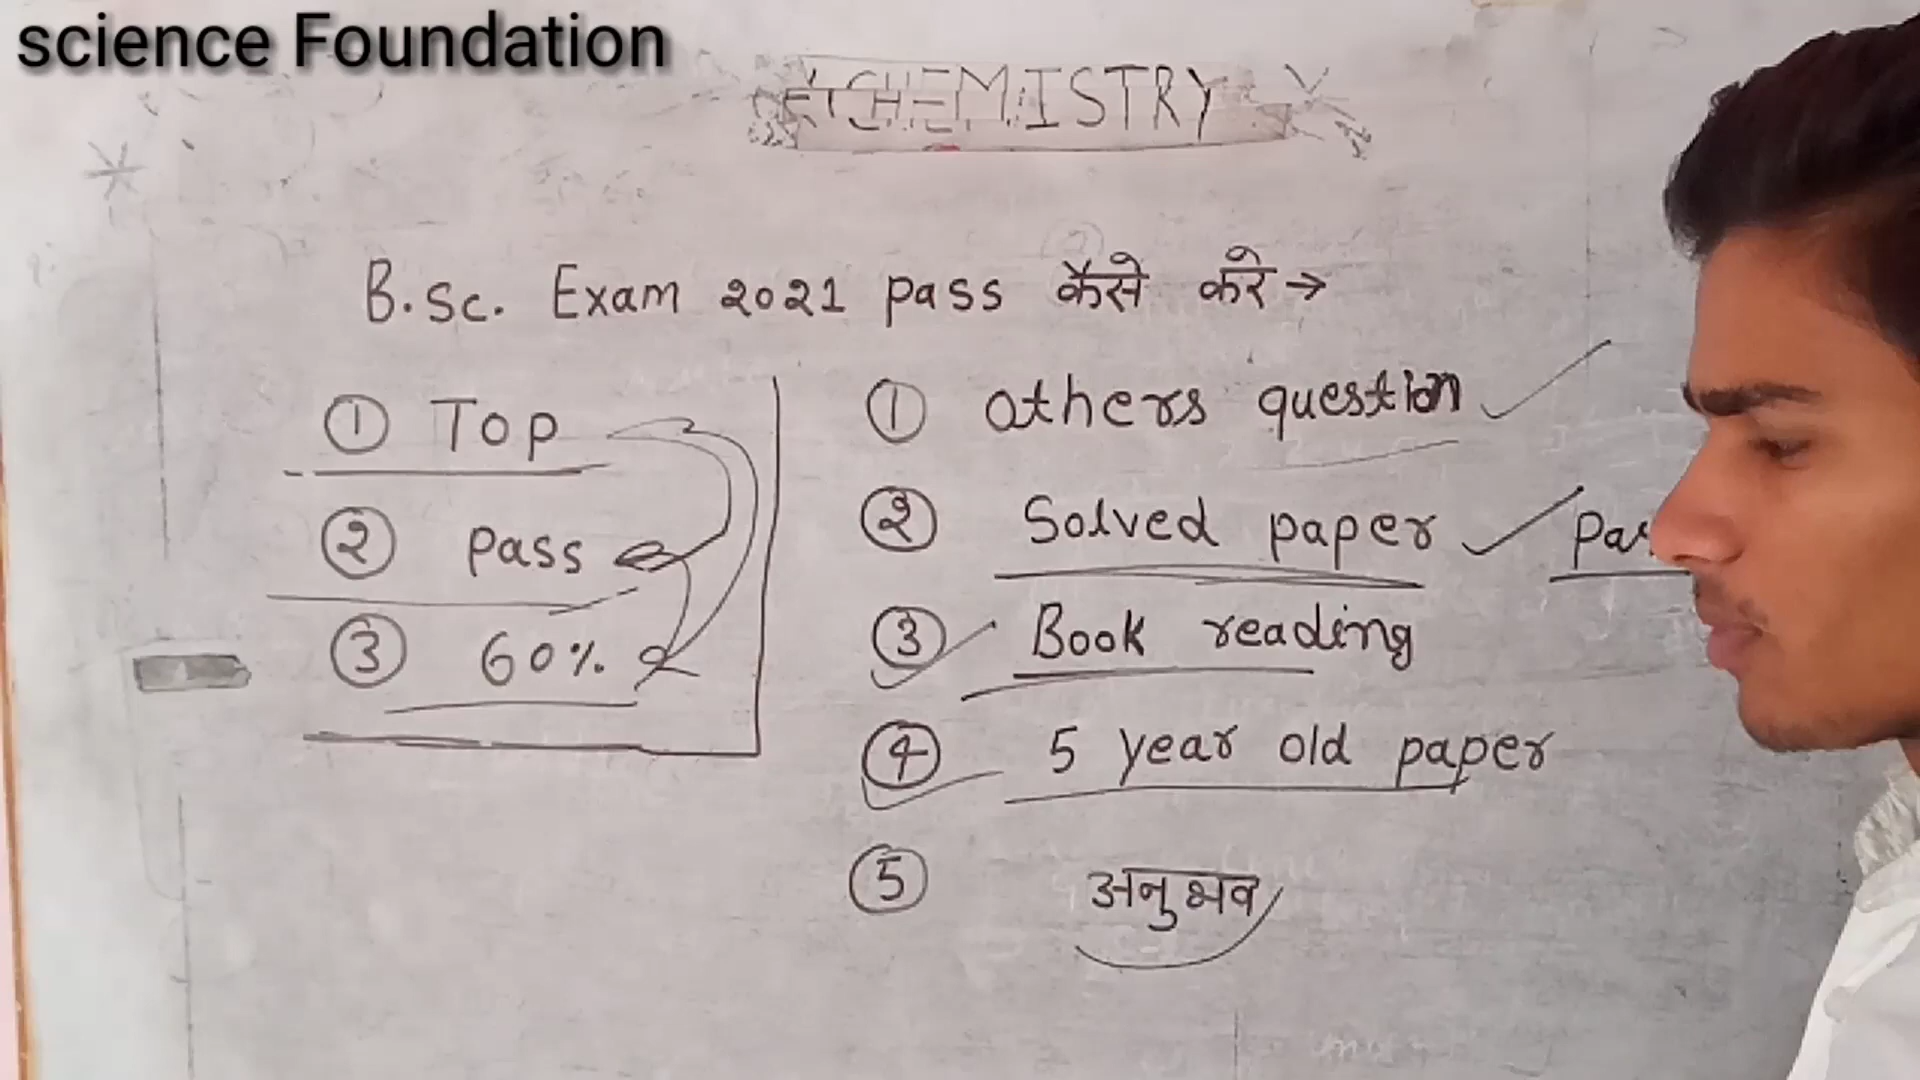 science Foundation
CHEMISTRY
B.Sc. Exam 2021 pass कैसे करे →
① Top
② pass
③ 60%
① others question
② Solved paper
③ Book reading
④ 5 year old paper
⑤ अनुभव